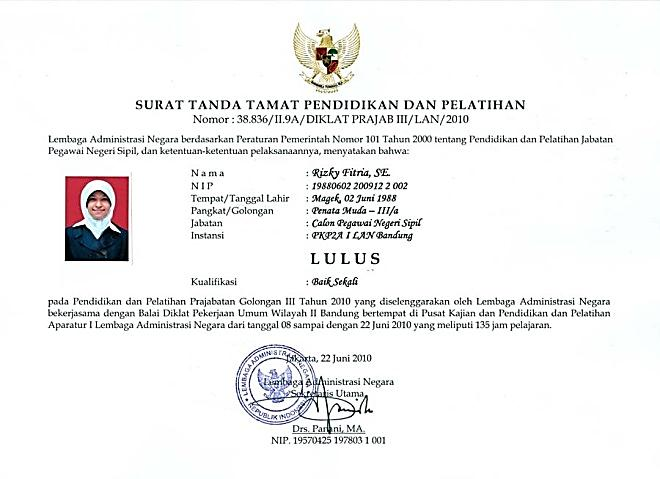 SURAT TANDA TAMAT PENDIDIKAN DAN PELATIHAN
Nomor : 38.836/II.9A/DIKLAT PRAJAB III/LAN/2010
Lembaga Administrasi Negara berdasarkan Peraturan Pemerintah Nomor 101 Tahun 2000 tentang Pendidikan dan Pelatihan Jabatan
Pegawai Negeri Sipil, dan ketentuan-ketentuan pelaksanaannya, menyatakan bahwa:
N a m a : Rizky Fitria, SE.
N I P : 19880602 200912 2 002
Tempat/Tanggal Lahir : Magek, 02 Juni 1988
Pangkat/Golongan : Penata Muda – III/a
Jabatan : Calon Pegawai Negeri Sipil
Instansi : PKP2A I LAN Bandung
L U L U S
Kualifikasi : Baik Sekali
pada Pendidikan dan Pelatihan Prajabatan Golongan III Tahun 2010 yang diselenggarakan oleh Lembaga Administrasi Negara
bekerjasama dengan Balai Diklat Pekerjaan Umum Wilayah II Bandung bertempat di Pusat Kajian dan Pendidikan dan Pelatihan
Aparatur I Lembaga Administrasi Negara dari tanggal 08 sampai dengan 22 Juni 2010 yang meliputi 135 jam pelajaran.
Jakarta, 22 Juni 2010
Lembaga Administrasi Negara
Sekretaris Utama
LEMBAGA ADMINISTRASI NEGARA
REPUBLIK INDONESIA
Drs. Panani, MA.
NIP. 19570425 197803 1 001